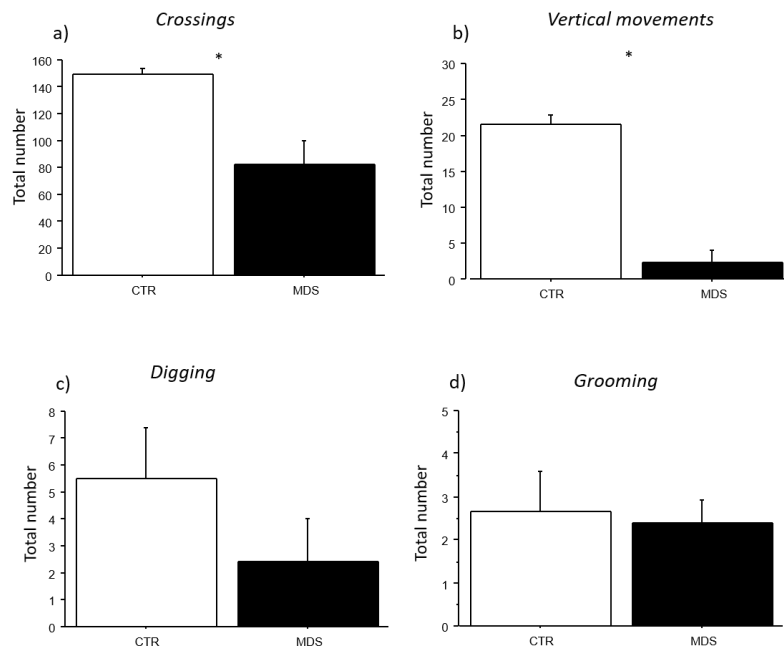 Crossings
a)
*
Total number
160
140
120
100
80
60
40
20
0
CTR MDS
Vertical movements
b)
*
Total number
30
25
20
15
10
5
0
CTR MDS
Digging
c)
Total number
8
7
6
5
4
3
2
1
0
CTR MDS
Grooming
d)
Total number
5
4
3
2
1
0
CTR MDS